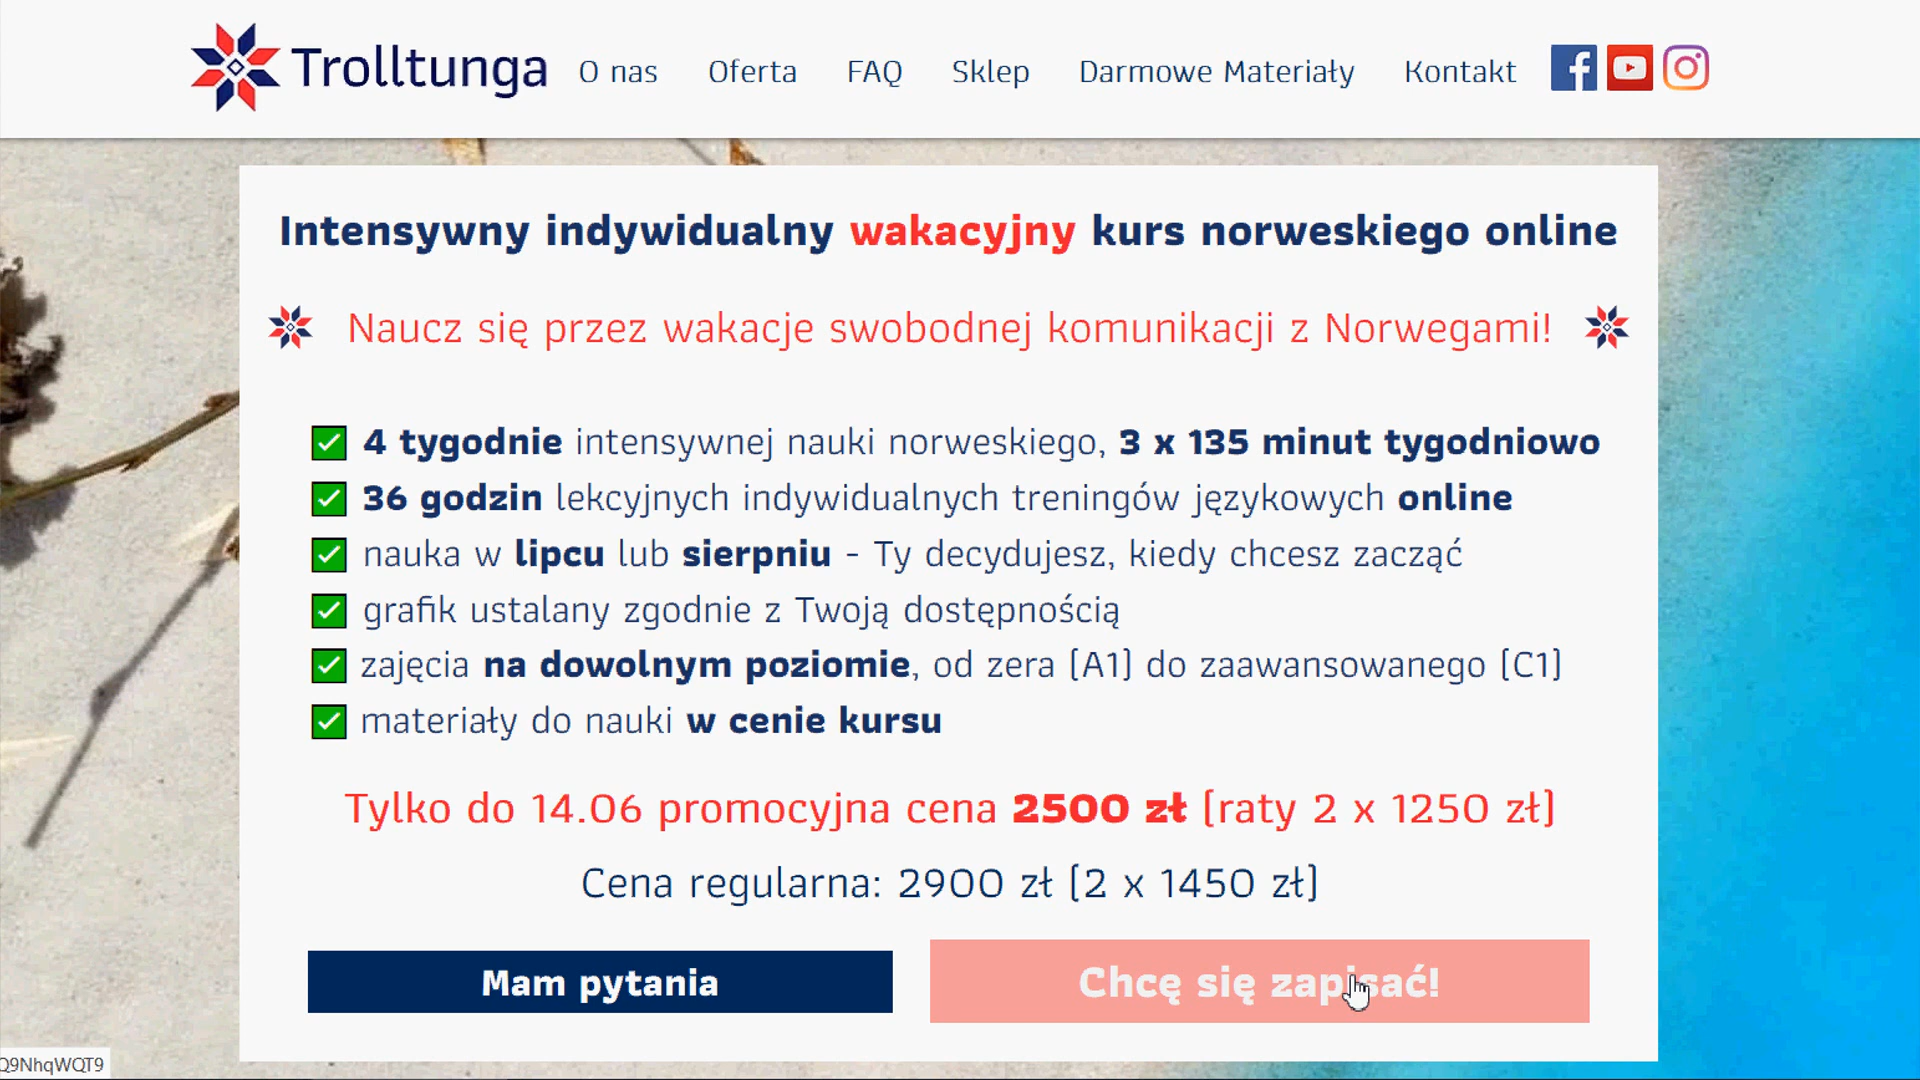 Trolltunga
O nas
Oferta
FAQ
Sklep
Darmowe Materiały
Kontakt
Intensywny indywidualny wakacyjny kurs norweskiego online
Naucz się przez wakacje swobodnej komunikacji z Norwegami!
4 tygodnie intensywnej nauki norweskiego, 3 x 135 minut tygodniowo
36 godzin lekcyjnych indywidualnych treningów językowych online
nauka w lipcu lub sierpniu - Ty decydujesz, kiedy chcesz zacząć
grafik ustalany zgodnie z Twoją dostępnością
zajęcia na dowolnym poziomie, od zera (A1) do zaawansowanego (C1)
materiały do nauki w cenie kursu
Tylko do 14.06 promocyjna cena 2500 zł (raty 2 x 1250 zł)
Cena regularna: 2900 zł (2 x 1450 zł)
Mam pytania
Chcę się zapisać!
Q9NhqWQT9